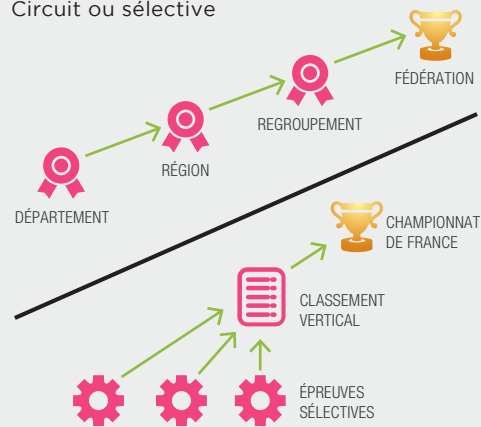 Circuit ou sélective
FÉDÉRATION
REGROUPEMENT
RÉGION
DÉPARTEMENT
CHAMPIONNAT
DE FRANCE
CLASSEMENT
VERTICAL
ÉPREUVES
SÉLECTIVES